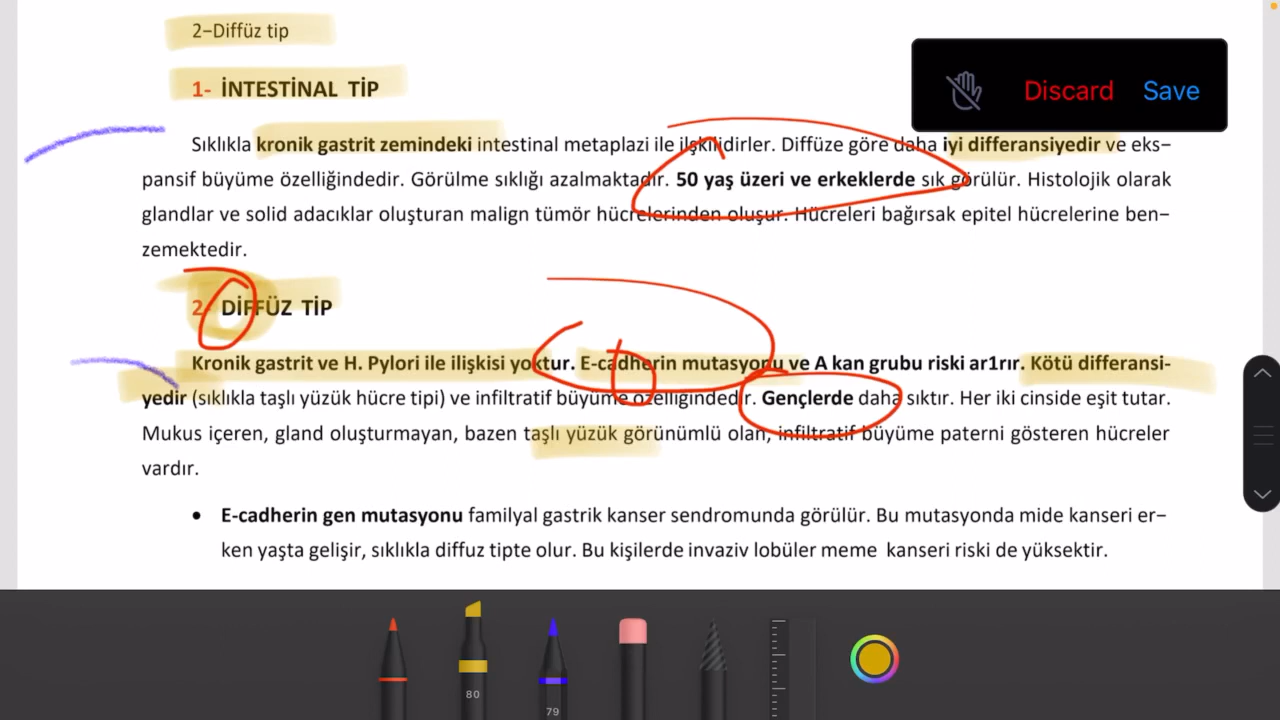 2–Diffüz tip
Discard Save
1- İNTESTİNAL TİP
Sıklıkla kronik gastrit zemindeki intestinal metaplazi ile ilşkilidirler. Diffüze göre daha iyi differansiyedir ve eks–
pansif büyüme özelliğindedir. Görülme sıklığı azalmaktadır. 50 yaş üzeri ve erkeklerde sık görülür. Histolojik olarak
glandlar ve solid adacıklar oluşturan malign tümör hücrelerinden oluşur. Hücreleri bağırsak epitel hücrelerine ben–
zemektedir.
2- DİFFÜZ TİP
Kronik gastrit ve H. Pylori ile ilişkisi yoktur. E-cadherin mutasyonu ve A kan grubu riski ar1rır. Kötü differansi–
yedir (sıklıkla taşlı yüzük hücre tipi) ve infiltratif büyüme özelliğindedir. Gençlerde daha sıktır. Her iki cinside eşit tutar.
Mukus içeren, gland oluşturmayan, bazen taşlı yüzük görünümlü olan, infiltratif büyüme paterni gösteren hücreler
vardır.
• E-cadherin gen mutasyonu familyal gastrik kanser sendromunda görülür. Bu mutasyonda mide kanseri er–
ken yaşta gelişir, sıklıkla diffuz tipte olur. Bu kişilerde invaziv lobüler meme kanseri riski de yüksektir.
80
79